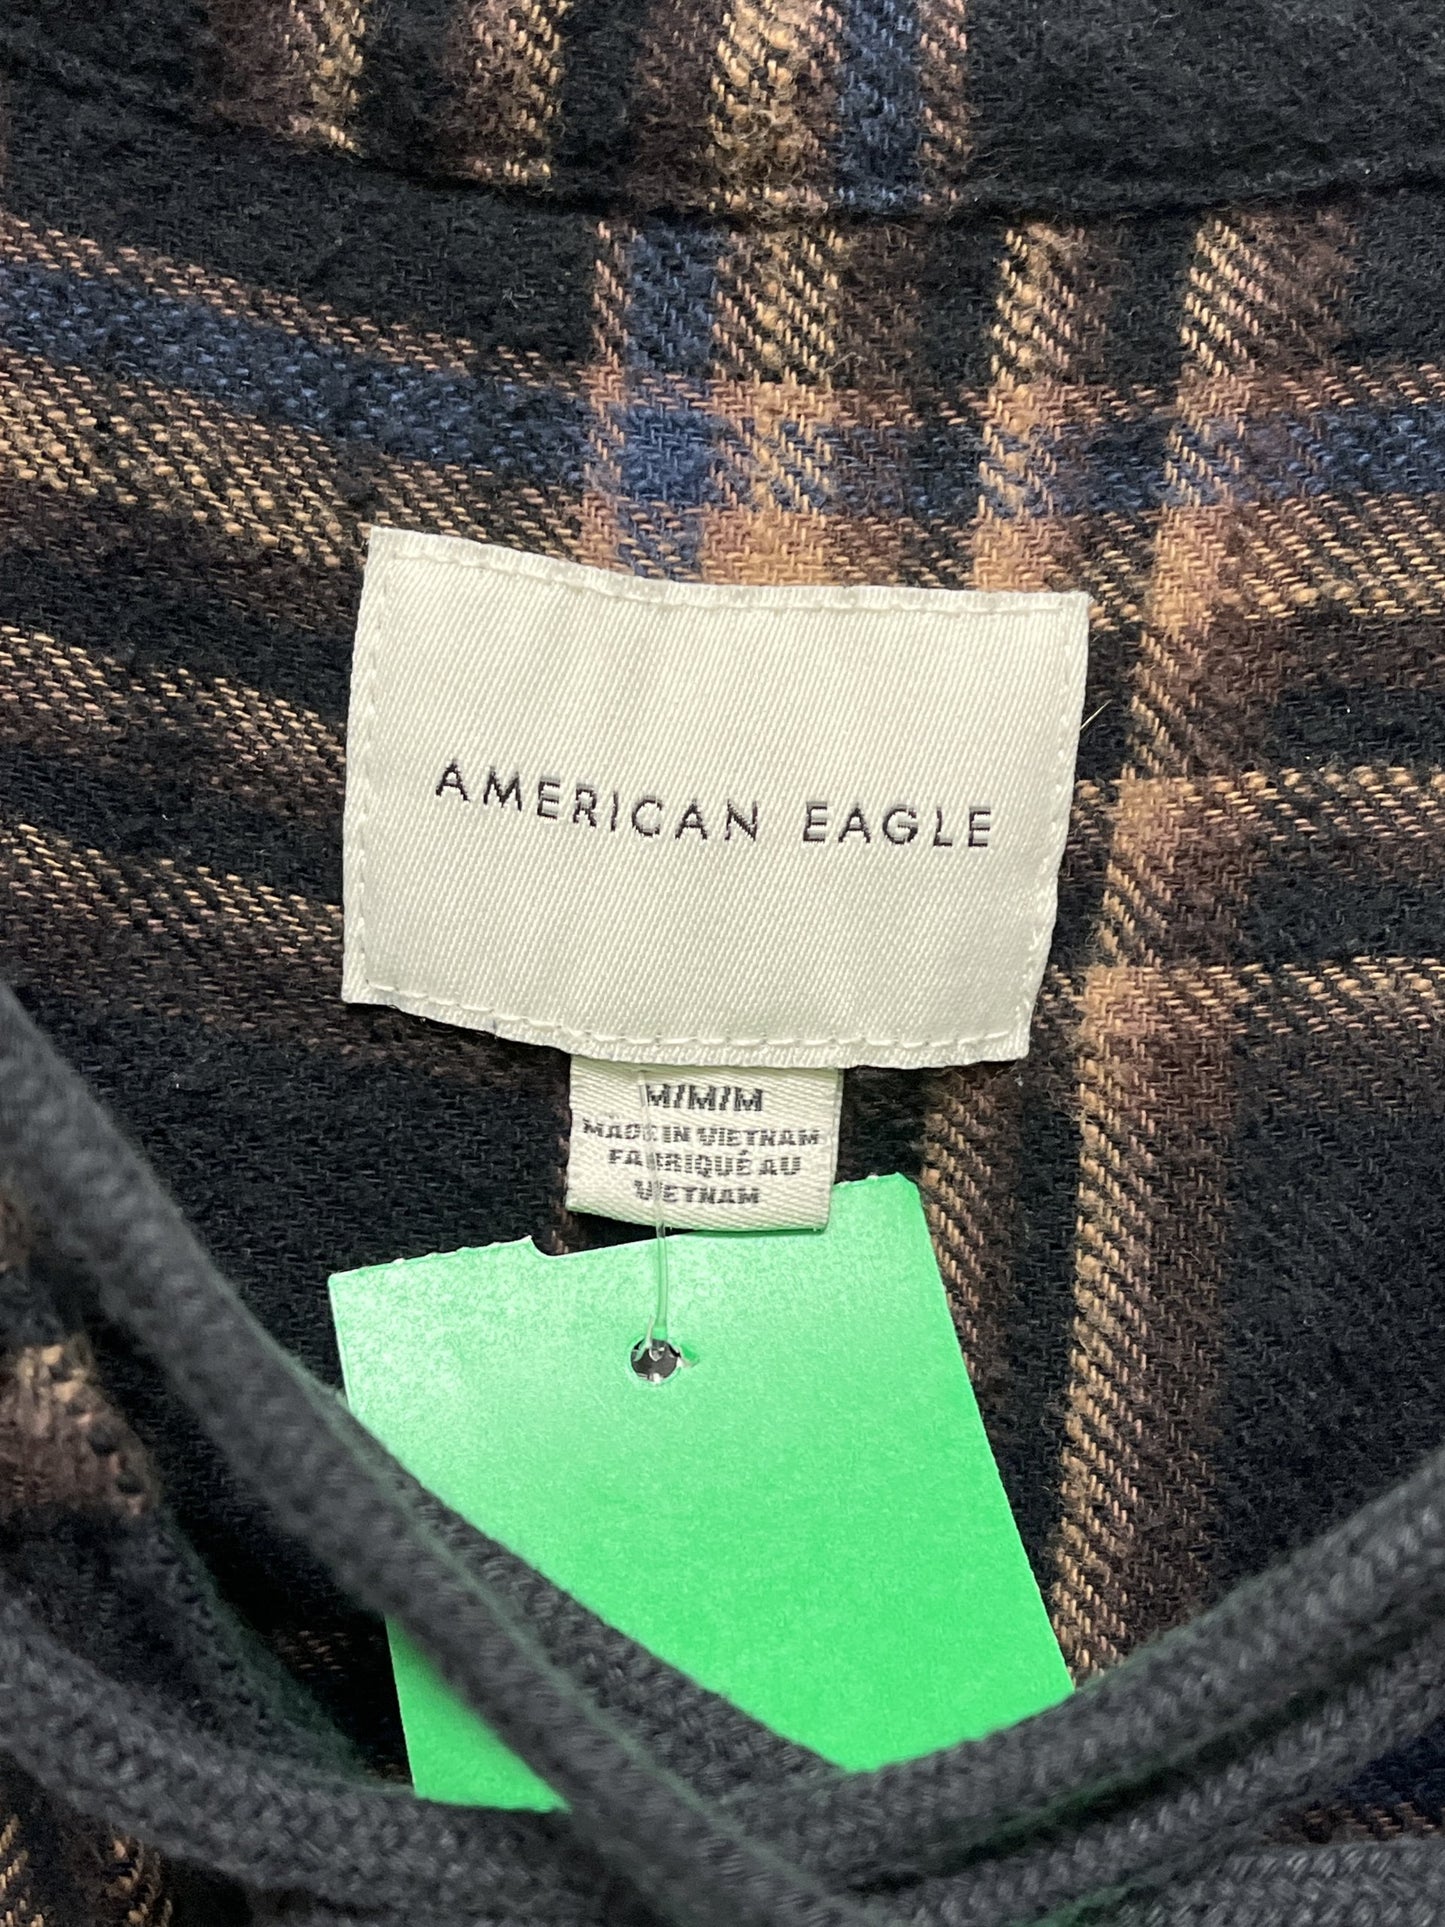 AMERICAN EAGLE
M/M/M
MADE IN VIETNAM
FABRIQUÉ AU
VIETNAM